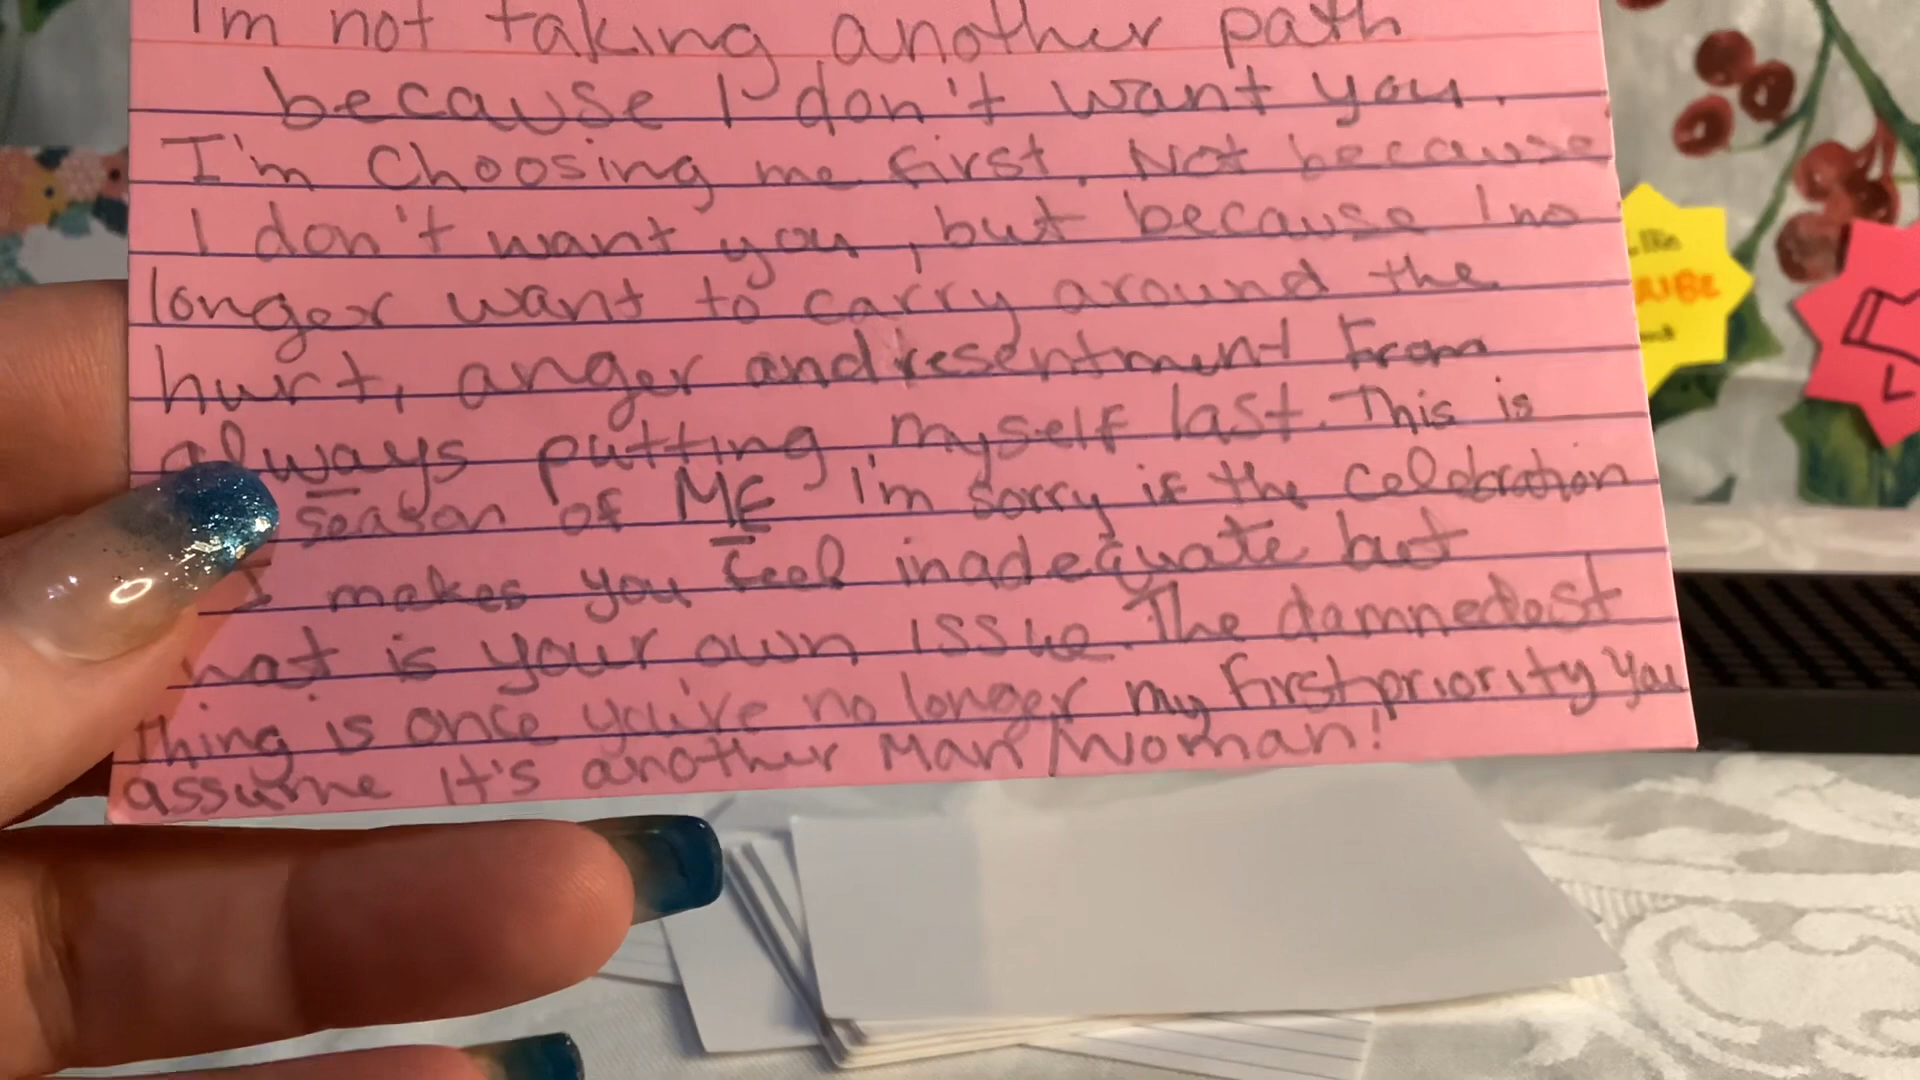 I'm not taking another path
because I don't want you.
I'm choosing me first. Not because
I don't want you, but because I no
longer want to carry around the
hurt, anger and resentment from
always putting myself last. This is
season of ME I'm sorry if the celebration
I makes you feel inadequate but
hat is your own issue. The damnedest
thing is once you're no longer my first priority you
assume it's another Man/Woman!